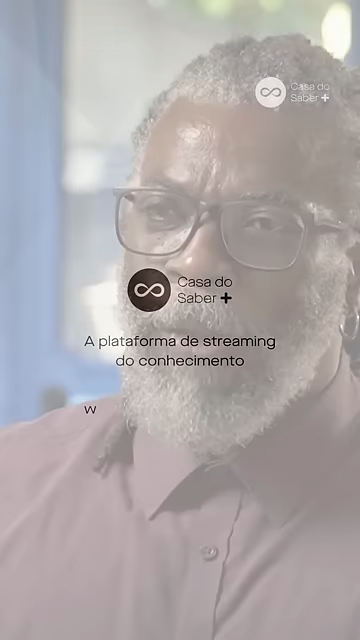 Casa do
Saber +
Casa do
Saber +
A plataforma de streaming
do conhecimento
w